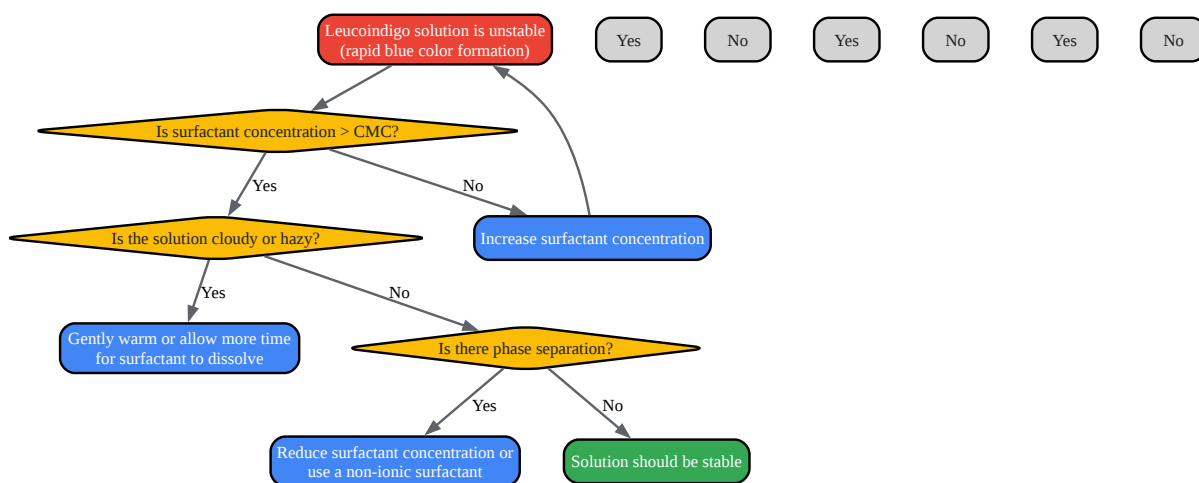 Leucoindigo solution is unstable
(rapid blue color formation)
Yes
No
Yes
No
Yes
No
Is surfactant concentration > CMC?
Yes
No
Is the solution cloudy or hazy?
Increase surfactant concentration
Yes
No
Gently warm or allow more time
for surfactant to dissolve
Is there phase separation?
Yes
No
Reduce surfactant concentration or
use a non-ionic surfactant
Solution should be stable